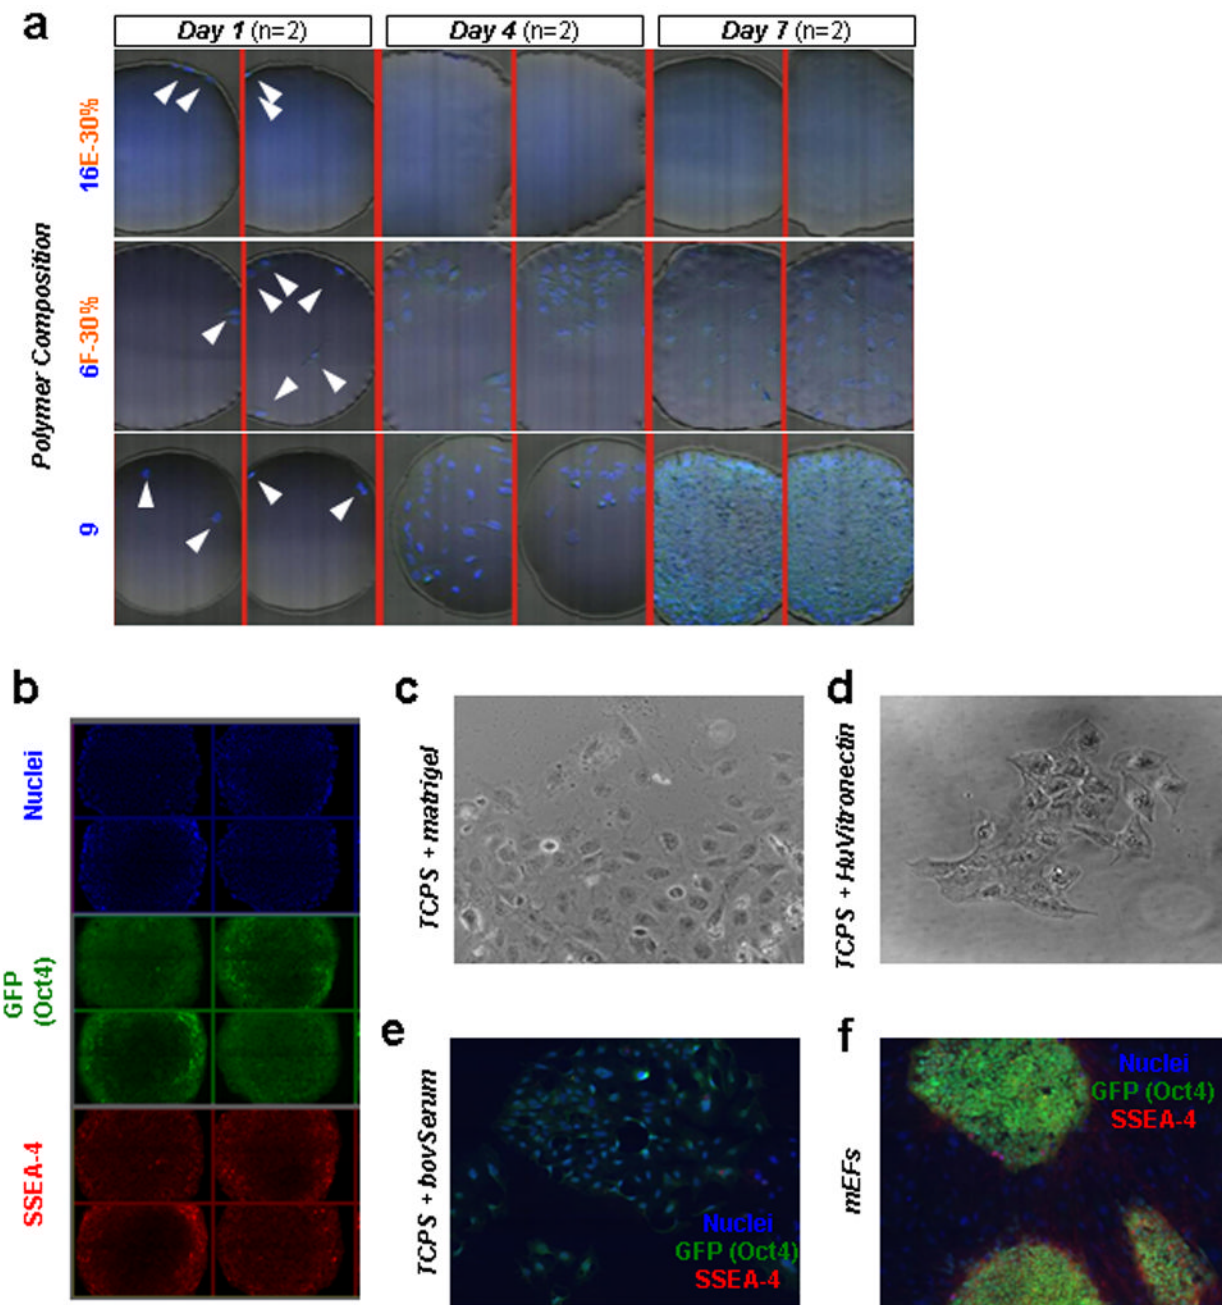 a
Day 1 (n=2)
Day 4 (n=2)
Day 7 (n=2)
Polymer Composition
16E-30%
6F-30%
9
b
Nuclei
GFP
(Oct4)
SSEA-4
c
TCPS + matrigel
d
TCPS + HuVitronectin
e
TCPS + bovSerum
Nuclei
GFP (Oct4)
SSEA-4
f
mEFs
Nuclei
GFP (Oct4)
SSEA-4